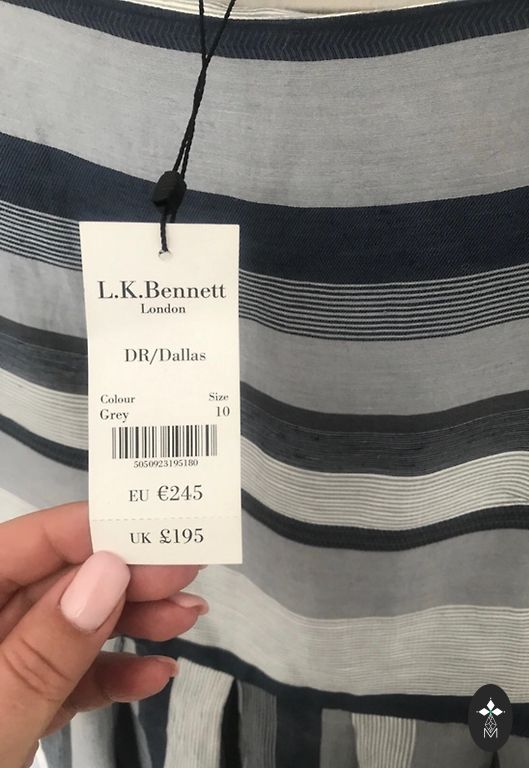 L.K.Bennett
London
DR/Dallas
Colour Size
Grey 10
5050923195180
EU €245
UK £195
M